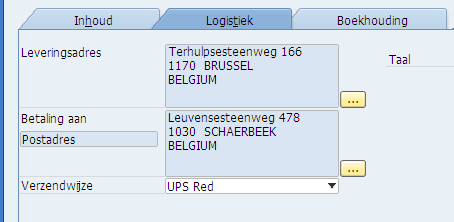 Inhoud Logistiek Boekhouding
Leveringsadres Terhulpsesteenweg 166
1170 BRUSSEL
BELGIUM
Taal
...
Betaling aan Leuvensesteenweg 478
Postadres 1030 SCHAERBEEK
BELGIUM
...
Verzendwijze UPS Red